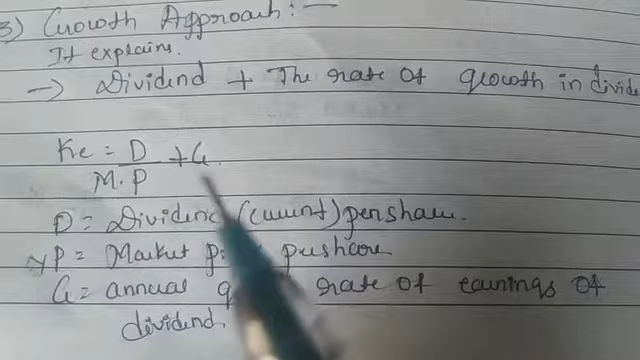 3) Growth Approach: —
It explains.
→ Dividend + The rate of growth in divide
Ke = D / M.P + G.
D = Dividend (current) per share.
MP = Market p per share
G = annual g rate of earnings of
dividend.